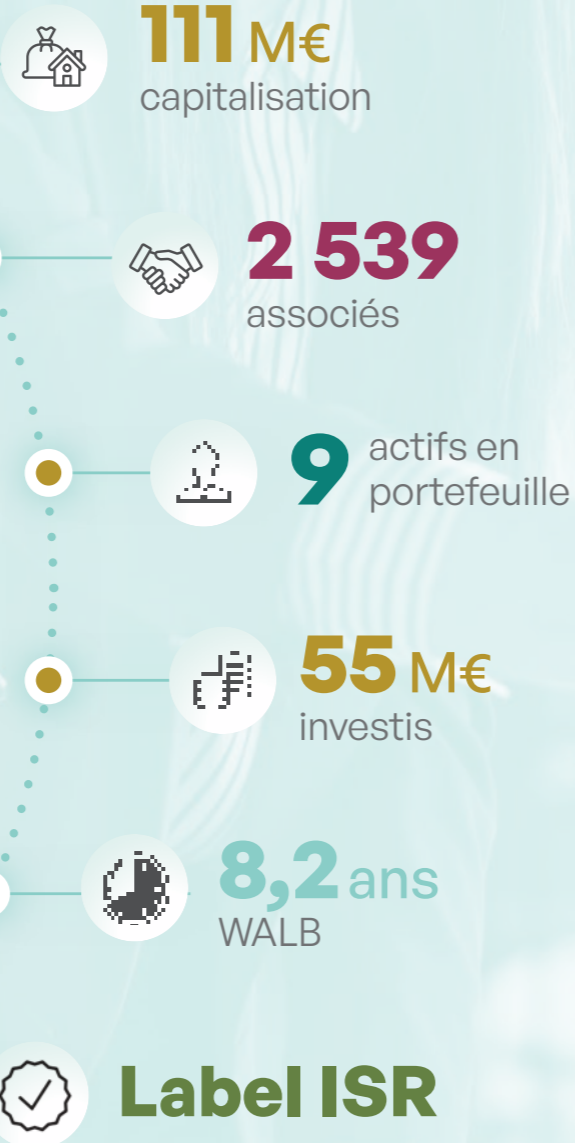 111 M€
capitalisation
2 539
associés
9 actifs en
portefeuille
55 M€
investis
8,2 ans
WALB
Label ISR